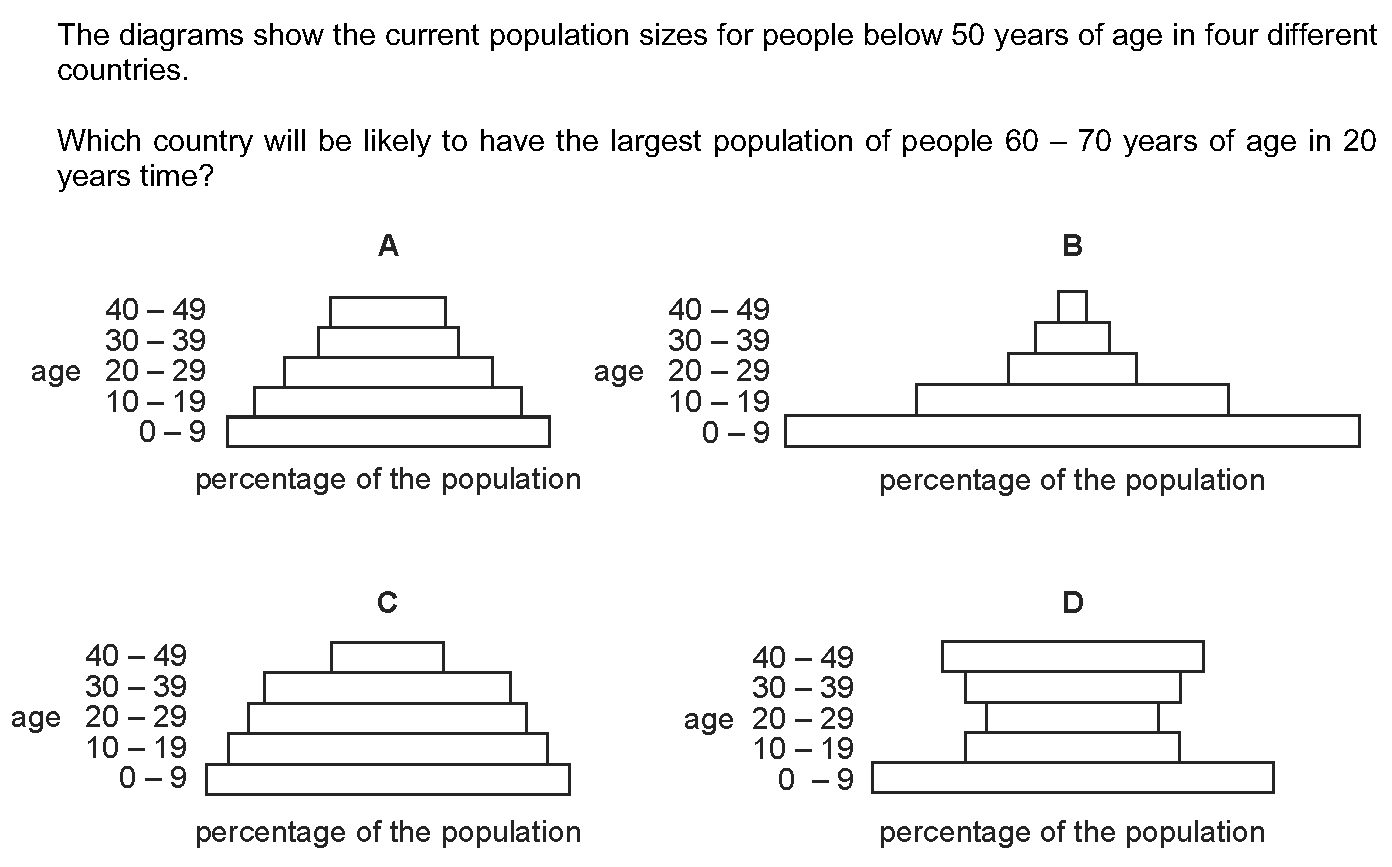 The diagrams show the current population sizes for people below 50 years of age in four different
countries.
Which country will be likely to have the largest population of people 60 – 70 years of age in 20
years time?
A
40 – 49
30 – 39
age 20 – 29
10 – 19
0 – 9
percentage of the population
B
40 – 49
30 – 39
age 20 – 29
10 – 19
0 – 9
percentage of the population
C
40 – 49
30 – 39
age 20 – 29
10 – 19
0 – 9
percentage of the population
D
40 – 49
30 – 39
age 20 – 29
10 – 19
0 – 9
percentage of the population